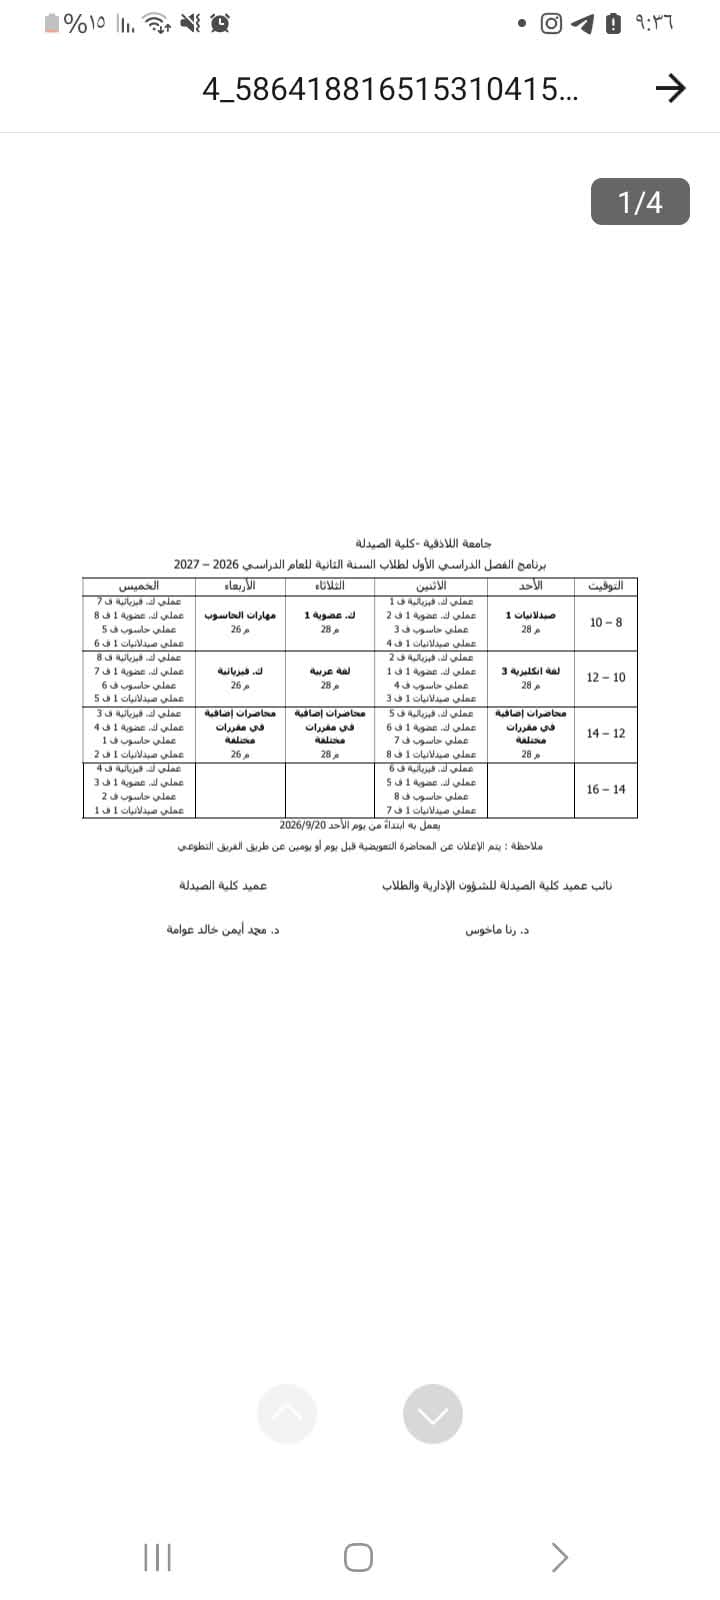 ٩:٣٦
%١٥
4_586418816515310415...
1/4
جامعة اللاذقية -كلية الصيدلة
برنامج الفصل الدراسي الأول لطلاب السنة الثانية للعام الدراسي 2026 – 2027
التوقيت الأحد الاثنين الثلاثاء الأربعاء الخميس
8 – 10
صيدلانيات 1
م 28
عملي ك. فيزيائية ف 1
عملي ك. عضوية 1 ف 2
عملي حاسوب ف 3
عملي صيدلانيات 1 ف 4
ك. عضوية 1
م 28
مهارات الحاسوب
م 26
عملي ك. فيزيائية ف 7
عملي ك. عضوية 1 ف 8
عملي حاسوب ف 5
عملي صيدلانيات 1 ف 6
10 – 12
لغة انكليزية 3
م 28
عملي ك. فيزيائية ف 2
عملي ك. عضوية 1 ف 1
عملي حاسوب ف 4
عملي صيدلانيات 1 ف 3
لغة عربية
م 28
ك. فيزيائية
م 26
عملي ك. فيزيائية ف 8
عملي ك. عضوية 1 ف 7
عملي حاسوب ف 6
عملي صيدلانيات 1 ف 5
12 – 14
محاضرات إضافية
في مقررات
مختلفة
م 28
عملي ك. فيزيائية ف 5
عملي ك. عضوية 1 ف 6
عملي حاسوب ف 7
عملي صيدلانيات 1 ف 8
محاضرات إضافية
في مقررات
مختلفة
م 28
محاضرات إضافية
في مقررات
مختلفة
م 26
عملي ك. فيزيائية ف 3
عملي ك. عضوية 1 ف 4
عملي حاسوب ف 1
عملي صيدلانيات 1 ف 2
14 – 16
عملي ك. فيزيائية ف 6
عملي ك. عضوية 1 ف 5
عملي حاسوب ف 8
عملي صيدلانيات 1 ف 7
عملي ك. فيزيائية ف 4
عملي ك. عضوية 1 ف 3
عملي حاسوب ف 2
عملي صيدلانيات 1 ف 1
يعمل به ابتداءً من يوم الأحد 2026/9/20
ملاحظة : يتم الإعلان عن المحاضرة التعويضية قبل يوم أو يومين عن طريق الفريق التطوعي
نائب عميد كلية الصيدلة للشؤون الإدارية والطلاب عميد كلية الصيدلة
د. رنا ماخوس د. محمد أيمن خالد عوامة